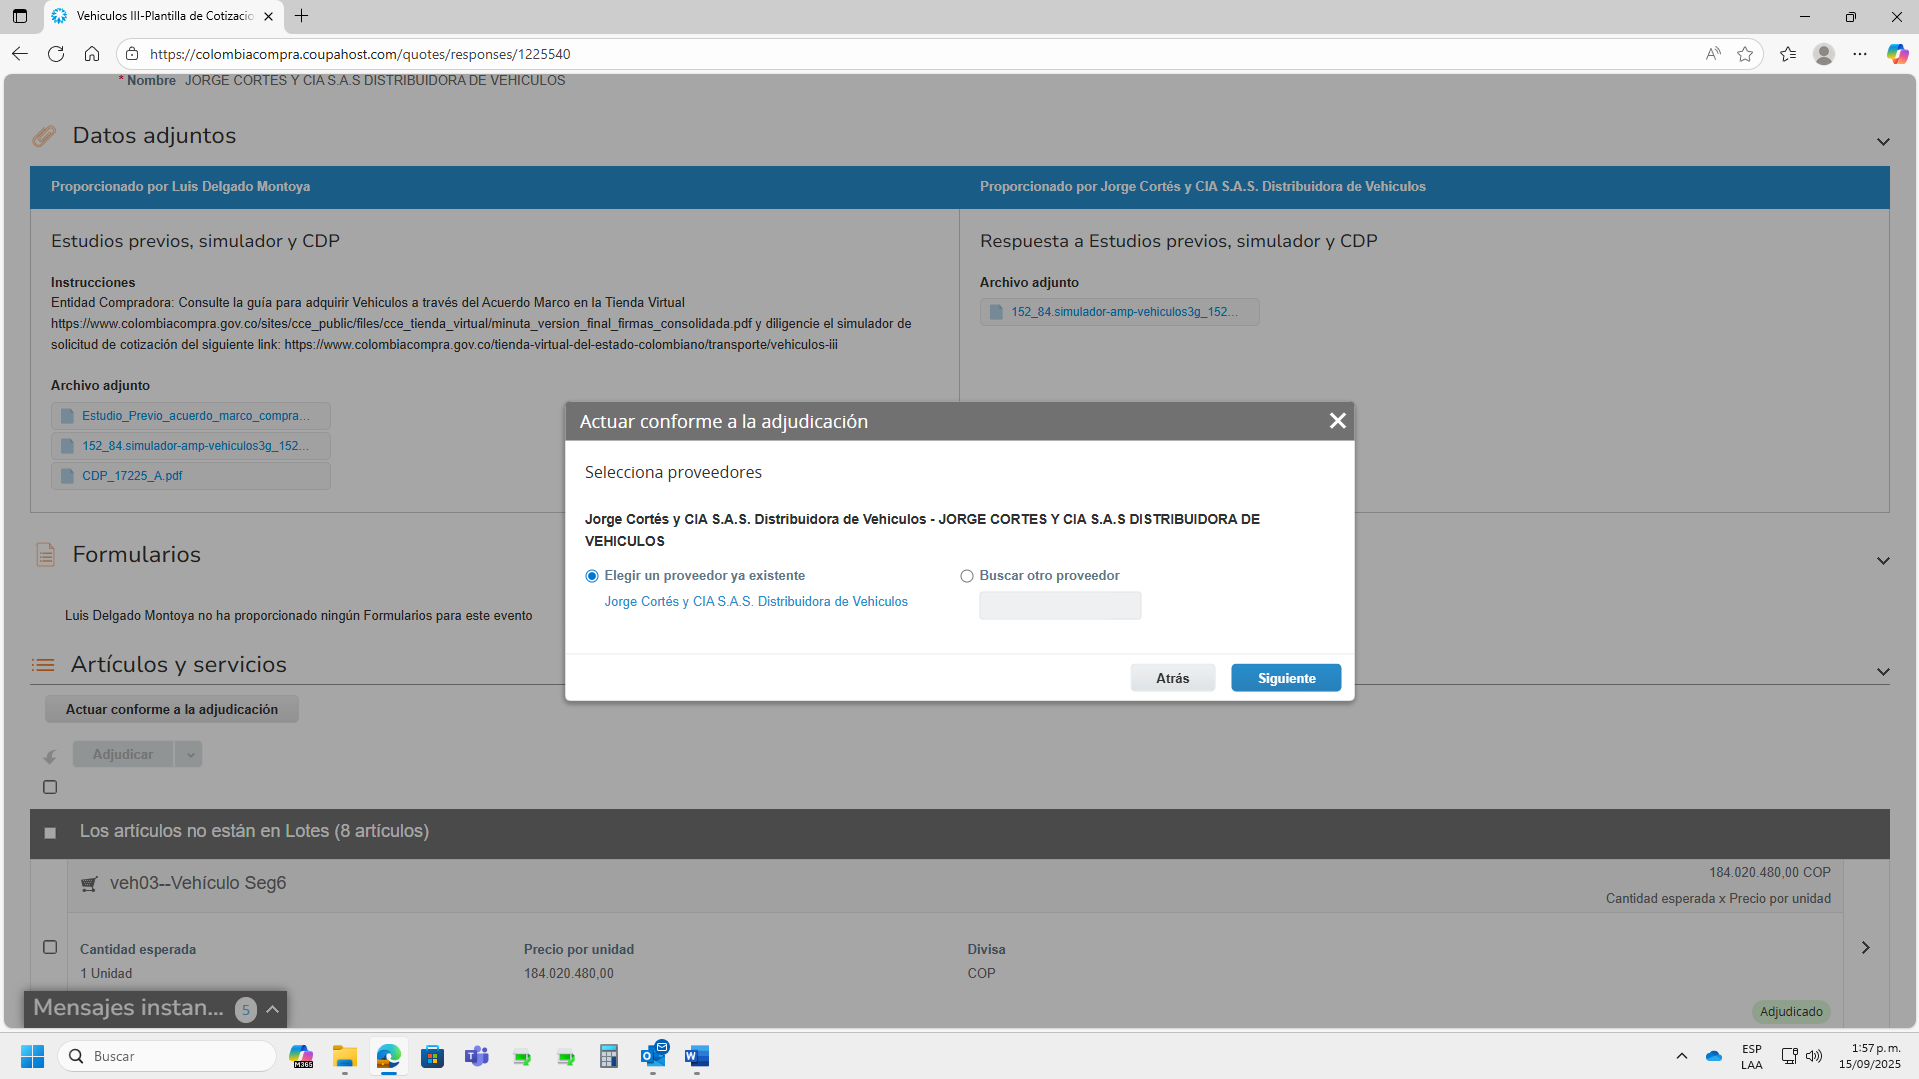 Vehiculos III-Plantilla de Cotizacio
https://colombiacompra.coupahost.com/quotes/responses/1225540
* Nombre JORGE CORTES Y CIA S.A.S DISTRIBUIDORA DE VEHICULOS
Datos adjuntos
Proporcionado por Luis Delgado Montoya
Proporcionado por Jorge Cortés y CIA S.A.S. Distribuidora de Vehiculos
Estudios previos, simulador y CDP
Respuesta a Estudios previos, simulador y CDP
Instrucciones
Entidad Compradora: Consulte la guía para adquirir Vehiculos a través del Acuerdo Marco en la Tienda Virtual
https://www.colombiacompra.gov.co/sites/cce_public/files/cce_tienda_virtual/minuta_version_final_firmas_consolidada.pdf y diligencie el simulador de
solicitud de cotización del siguiente link: https://www.colombiacompra.gov.co/tienda-virtual-del-estado-colombiano/transporte/vehiculos-iii
Archivo adjunto
152_84.simulador-amp-vehiculos3g_152...
Archivo adjunto
Estudio_Previo_acuerdo_marco_compra...
152_84.simulador-amp-vehiculos3g_152...
CDP_17225_A.pdf
Actuar conforme a la adjudicación
Selecciona proveedores
Jorge Cortés y CIA S.A.S. Distribuidora de Vehiculos - JORGE CORTES Y CIA S.A.S DISTRIBUIDORA DE
VEHICULOS
Elegir un proveedor ya existente
Buscar otro proveedor
Jorge Cortés y CIA S.A.S. Distribuidora de Vehiculos
Atrás
Siguiente
Formularios
Luis Delgado Montoya no ha proporcionado ningún Formularios para este evento
Artículos y servicios
Actuar conforme a la adjudicación
Adjudicar
Los artículos no están en Lotes (8 artículos)
veh03--Vehículo Seg6
184.020.480,00 COP
Cantidad esperada x Precio por unidad
Cantidad esperada
Precio por unidad
Divisa
1 Unidad
184.020.480,00
COP
Adjudicado
Mensajes instan... 5
Buscar
M365
ESP
LAA
1:57 p. m.
15/09/2025